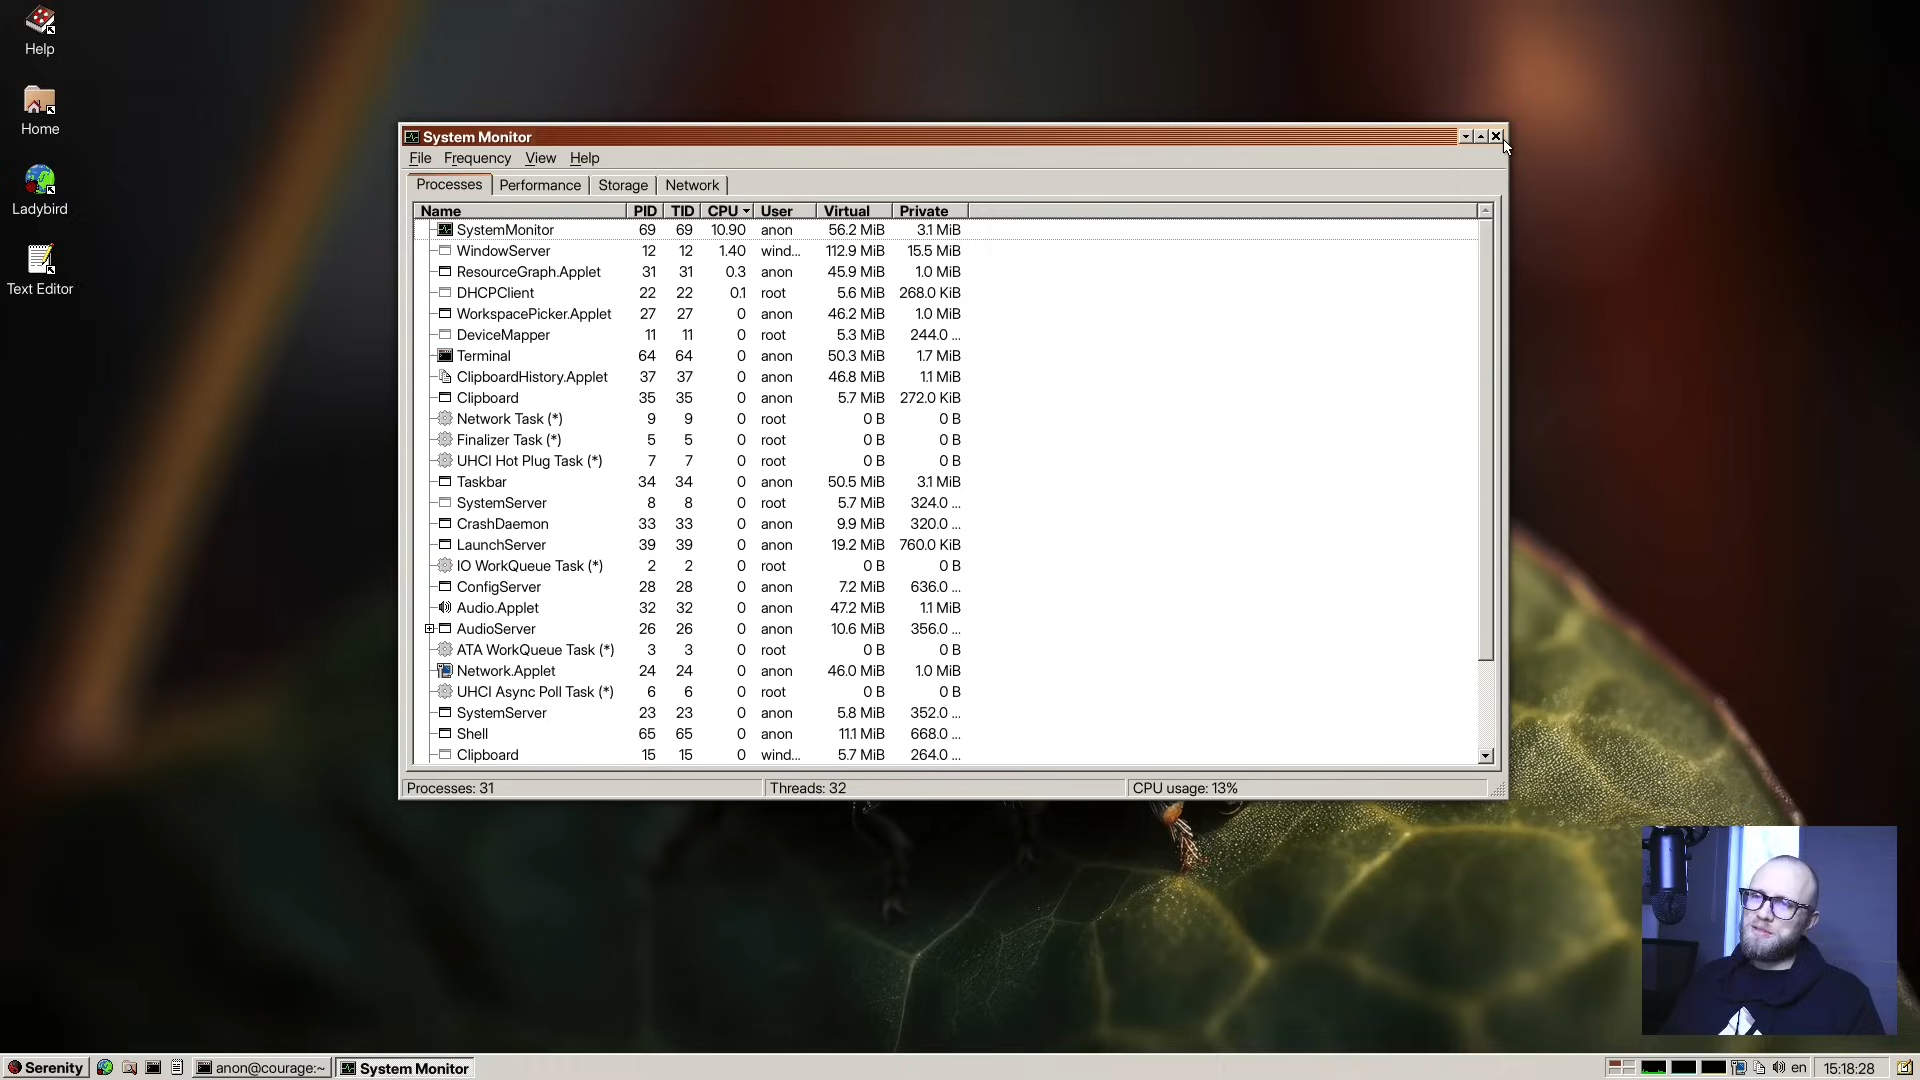 Help
Home
Ladybird
Text Editor
System Monitor
File Frequency View Help
Processes Performance Storage Network
Name PID TID CPU User Virtual Private
SystemMonitor 69 69 10.90 anon 56.2 MiB 3.1 MiB
WindowServer 12 12 1.40 wind... 112.9 MiB 15.5 MiB
ResourceGraph.Applet 31 31 0.3 anon 45.9 MiB 1.0 MiB
DHCPClient 22 22 0.1 root 5.6 MiB 268.0 KiB
WorkspacePicker.Applet 27 27 0 anon 46.2 MiB 1.0 MiB
DeviceMapper 11 11 0 root 5.3 MiB 244.0 ...
Terminal 64 64 0 anon 50.3 MiB 1.7 MiB
ClipboardHistory.Applet 37 37 0 anon 46.8 MiB 1.1 MiB
Clipboard 35 35 0 anon 5.7 MiB 272.0 KiB
Network Task (*) 9 9 0 root 0 B 0 B
Finalizer Task (*) 5 5 0 root 0 B 0 B
UHCI Hot Plug Task (*) 7 7 0 root 0 B 0 B
Taskbar 34 34 0 anon 50.5 MiB 3.1 MiB
SystemServer 8 8 0 root 5.7 MiB 324.0 ...
CrashDaemon 33 33 0 anon 9.9 MiB 320.0 ...
LaunchServer 39 39 0 anon 19.2 MiB 760.0 KiB
IO WorkQueue Task (*) 2 2 0 root 0 B 0 B
ConfigServer 28 28 0 anon 7.2 MiB 636.0 ...
Audio.Applet 32 32 0 anon 47.2 MiB 1.1 MiB
AudioServer 26 26 0 anon 10.6 MiB 356.0 ...
ATA WorkQueue Task (*) 3 3 0 root 0 B 0 B
Network.Applet 24 24 0 anon 46.0 MiB 1.0 MiB
UHCI Async Poll Task (*) 6 6 0 root 0 B 0 B
SystemServer 23 23 0 anon 5.8 MiB 352.0 ...
Shell 65 65 0 anon 11.1 MiB 668.0 ...
Clipboard 15 15 0 wind... 5.7 MiB 264.0 ...
Processes: 31 Threads: 32 CPU usage: 13%
Serenity anon@courage:~ System Monitor en 15:18:28